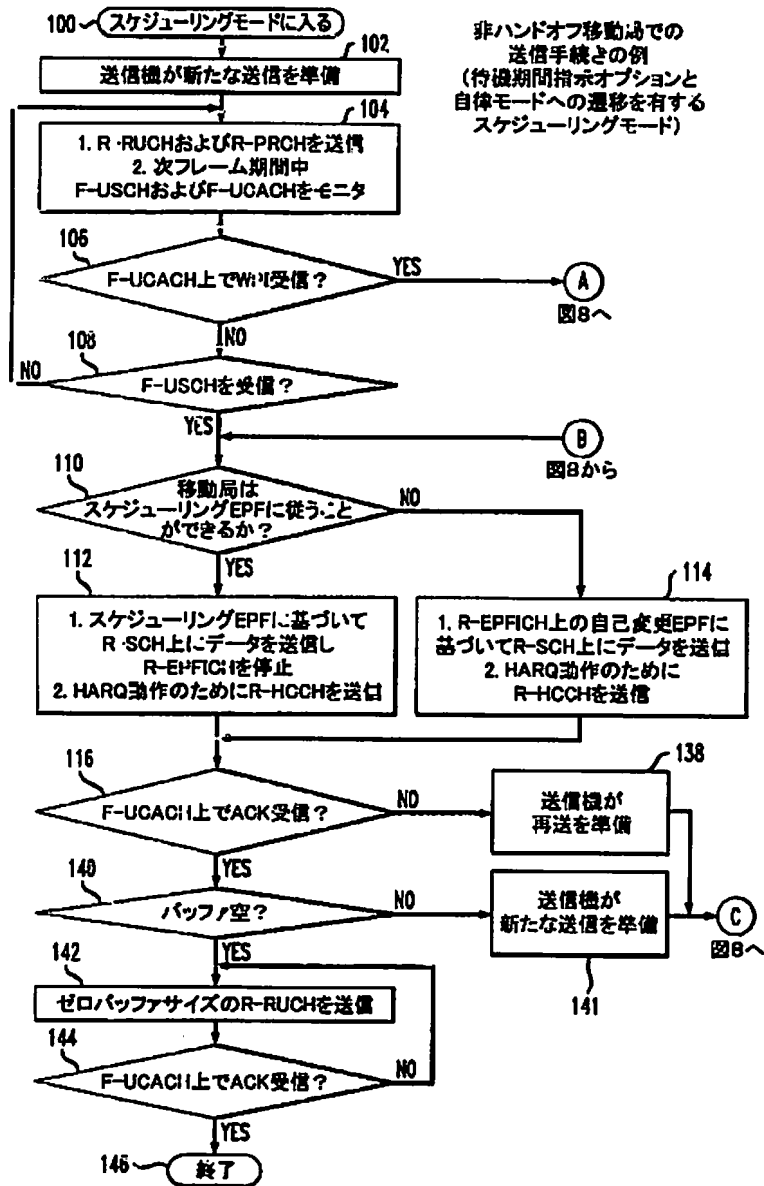 100
スケジューリングモードに入る
非ハンドオフ移動局での
送信手続きの例
(待機期間指示オプションと
自律モードへの遷移を有する
スケジューリングモード)
102
送信機が新たな送信を準備
104
1. R-RUCHおよびR-PRCHを送信
2. 次フレーム期間中
F-USCHおよびF-UCACHをモニタ
106
F-UCACH上でWPI受信?
YES
A
図8へ
NO
108
NO
F-USCHを受信?
YES
B
図8から
110
移動局は
スケジューリングEPFに従うこと
ができるか?
NO
YES
112
1. スケジューリングEPFに基づいて
R-SCH上にデータを送信し
R-EPFICHを停止
2. HARQ動作のためにR-HCCHを送信
114
1. R-EPFICH上の自己変更EPFに
基づいてR-SCH上にデータを送信
2. HARQ動作のために
R-HCCHを送信
116
F-UCACH上でACK受信?
NO
138
送信機が
再送を準備
YES
140
バッファ空?
NO
送信機が
新たな送信を準備
141
C
図8へ
YES
142
ゼロバッファサイズのR-RUCHを送信
144
F-UCACH上でACK受信?
NO
YES
146
終了